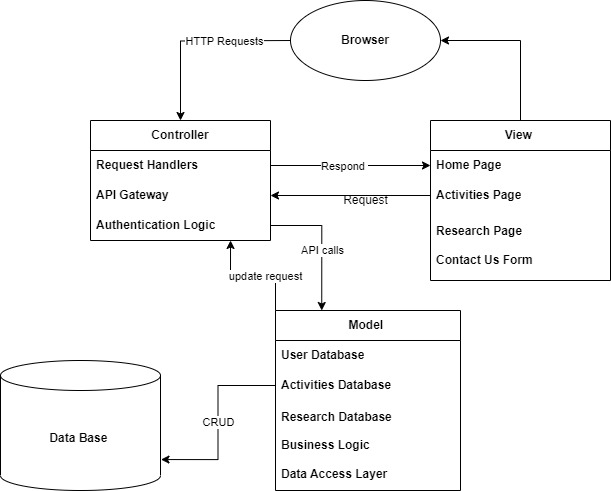 Browser
HTTP Requests
Controller
Request Handlers
API Gateway
Authentication Logic
Respond
Request
View
Home Page
Activities Page
Research Page
Contact Us Form
API calls
update request
Model
User Database
Activities Database
Research Database
Business Logic
Data Access Layer
CRUD
Data Base